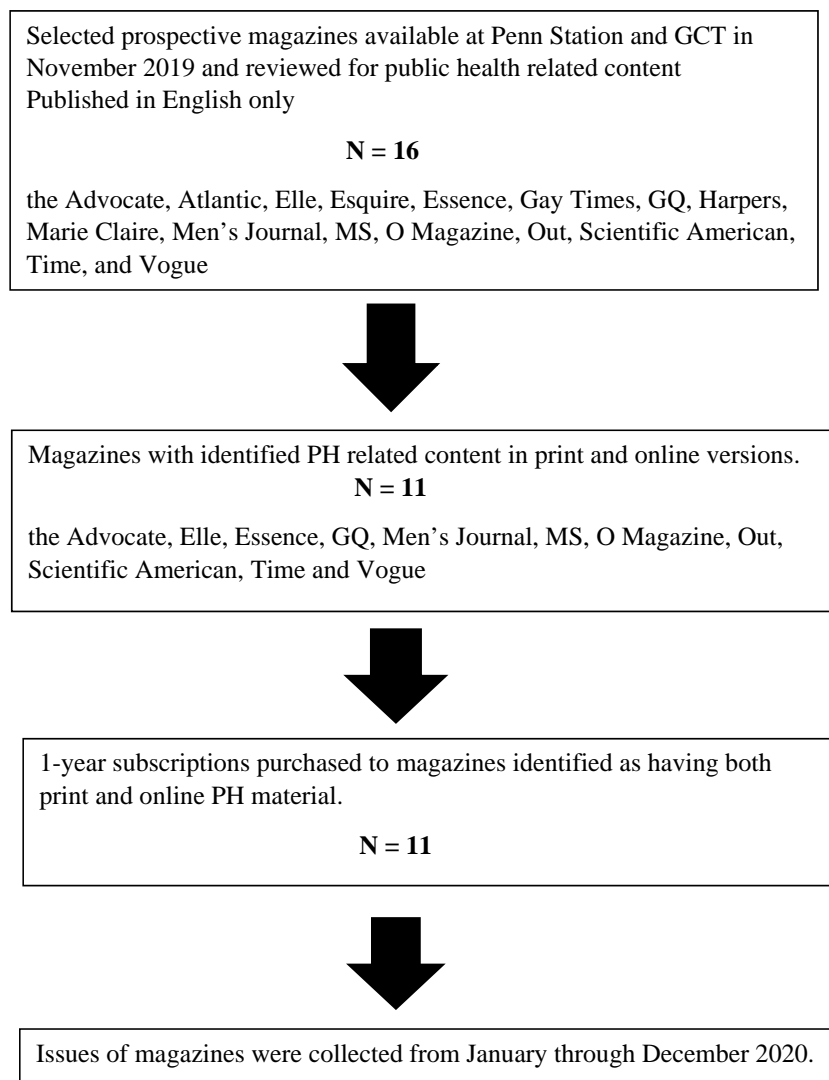 Selected prospective magazines available at Penn Station and GCT in
November 2019 and reviewed for public health related content
Published in English only
N = 16
the Advocate, Atlantic, Elle, Esquire, Essence, Gay Times, GQ, Harpers,
Marie Claire, Men’s Journal, MS, O Magazine, Out, Scientific American,
Time, and Vogue
Magazines with identified PH related content in print and online versions.
N = 11
the Advocate, Elle, Essence, GQ, Men’s Journal, MS, O Magazine, Out,
Scientific American, Time and Vogue
1-year subscriptions purchased to magazines identified as having both
print and online PH material.
N = 11
Issues of magazines were collected from January through December 2020.